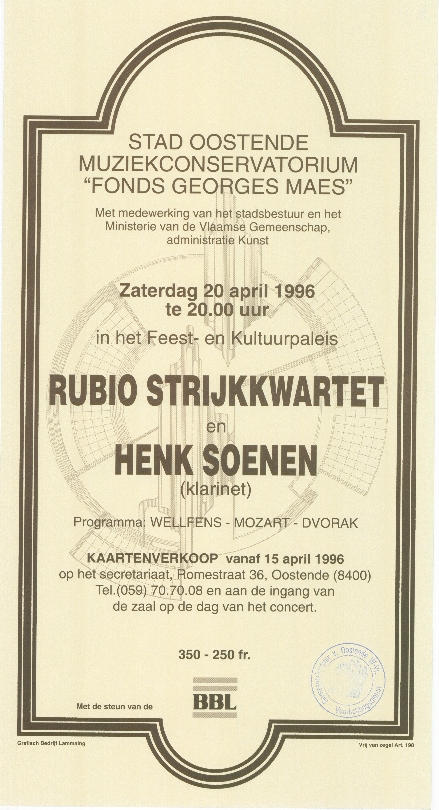 STAD OOSTENDE
MUZIEKCONSERVATORIUM
“FONDS GEORGES MAES”
Met medewerking van het stadsbestuur en het
Ministerie van de Vlaamse Gemeenschap,
administratie Kunst
Zaterdag 20 april 1996
te 20.00 uur
in het Feest- en Kultuurpaleis
RUBIO STRIJKKWARTET
en
HENK SOENEN
(klarinet)
Programma: WELLFENS - MOZART - DVORAK
KAARTENVERKOOP vanaf 15 april 1996
op het secretariaat, Romestraat 36, Oostende (8400)
Tel.(059) 70.70.08 en aan de ingang van
de zaal op de dag van het concert.
350 - 250 fr.
Met de steun van de
BBL
Grafisch Bedrijf Lammaing
Vrij van zegel Art. 198